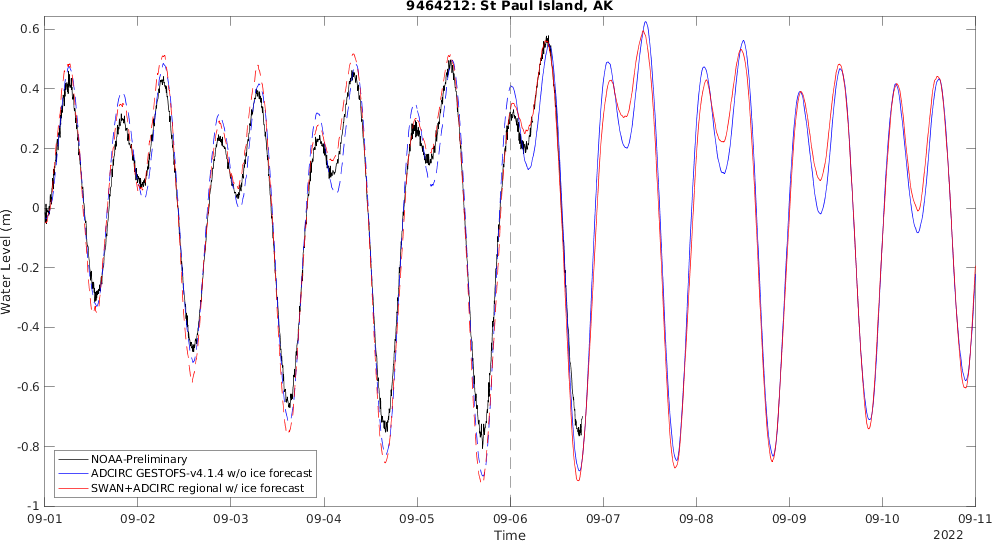 9464212: St Paul Island, AK
0.6
0.4
0.2
0
-0.2
-0.4
-0.6
-0.8
-1
Water Level (m)
NOAA-Preliminary
ADCIRC GESTOFS-v4.1.4 w/o ice forecast
SWAN+ADCIRC regional w/ ice forecast
09-01 09-02 09-03 09-04 09-05 09-06 09-07 09-08 09-09 09-10 09-11
Time
2022